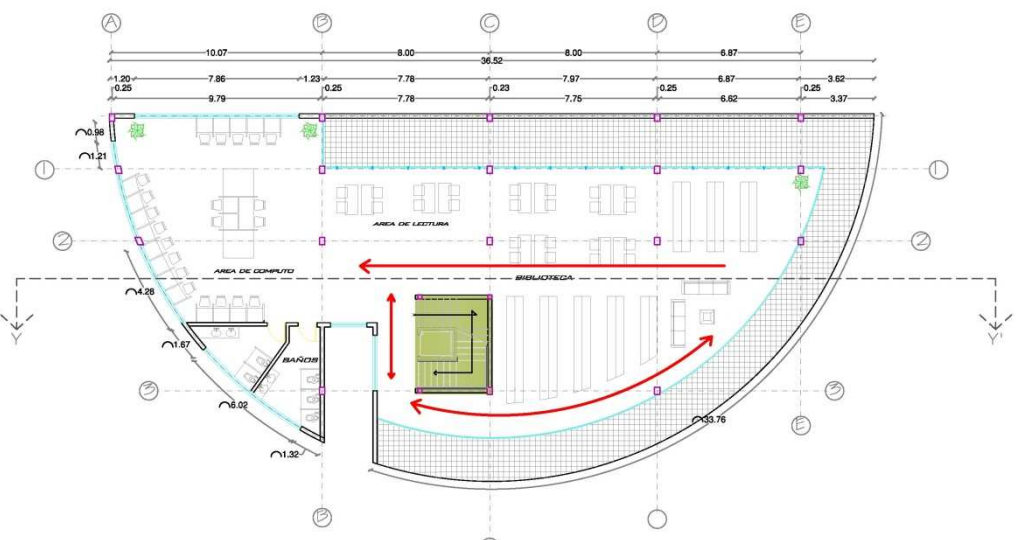 A B C D E
10.07 8.00 8.00 6.87
36.52
1.20 7.86 1.23 7.78 7.97 6.87 3.62
0.25 0.25 0.23 0.25 0.25
9.79 7.78 7.75 6.62 3.37
0.98
1.21
1 1
AREA DE LECTURA
2 2
AREA DE COMPUTO BIBLIOTECA
4.28
Y Y'
1.67
BAÑOS
3 3
6.02
33.76
E
1.32
B